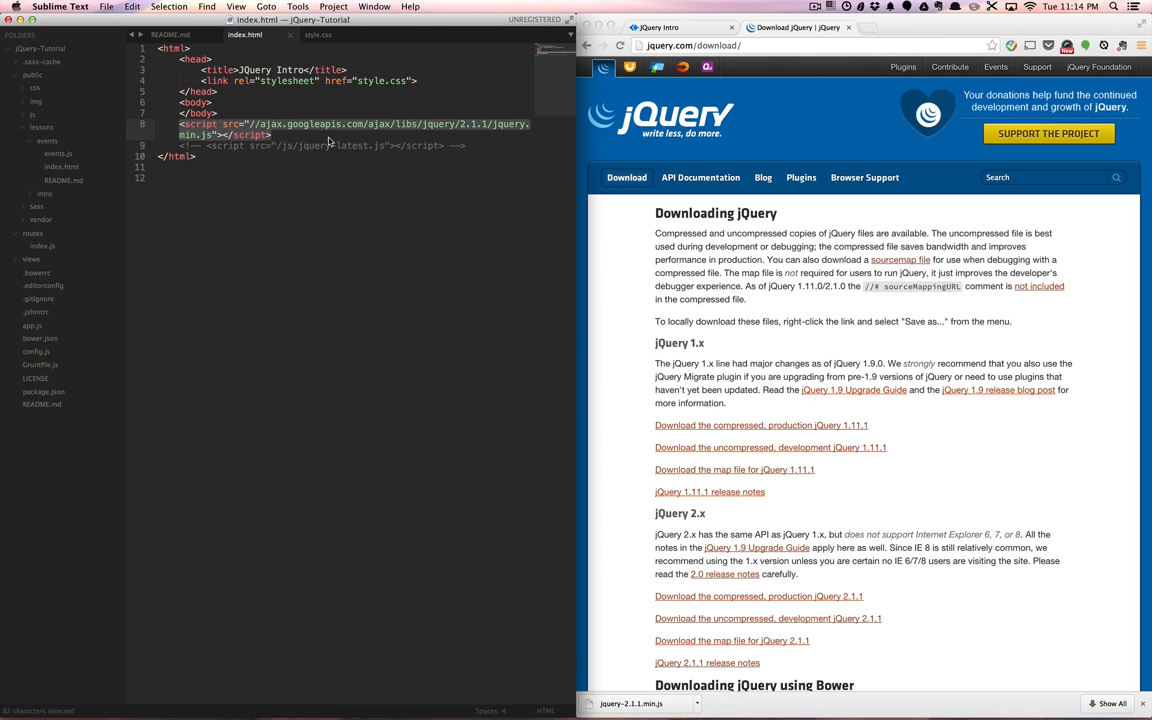 Sublime Text File Edit Selection Find View Goto Tools Project Window Help
Tue 11:14 PM
index.html — jQuery-Tutorial
UNREGISTERED
FOLDERS
jQuery-Tutorial
.sass-cache
public
css
img
js
lessons
events
events.js
index.html
README.md
intro
sass
vendor
routes
index.js
views
.bowerrc
.editorconfig
.gitignore
.jshintrc
app.js
bower.json
config.js
Gruntfile.js
LICENSE
package.json
README.md
README.md index.html style.css
1 <html>
2 <head>
3 <title>JQuery Intro</title>
4 <link rel="stylesheet" href="style.css">
5 </head>
6 <body>
7 </body>
8 <script src="//ajax.googleapis.com/ajax/libs/jquery/2.1.1/jquery.
min.js"></script>
9 <!-- <script src="/js/jquery-latest.js"></script> -->
10 </html>
11
12
82 characters selected
Spaces: 4 HTML
jQuery Intro
Download jQuery | jQuery
jquery.com/download/
New
Plugins Contribute Events Support jQuery Foundation
jQuery
write less, do more.
Your donations help fund the continued
development and growth of jQuery.
SUPPORT THE PROJECT
Download API Documentation Blog Plugins Browser Support
Search
Downloading jQuery
Compressed and uncompressed copies of jQuery files are available. The uncompressed file is best
used during development or debugging; the compressed file saves bandwidth and improves
performance in production. You can also download a sourcemap file for use when debugging with a
compressed file. The map file is not required for users to run jQuery, it just improves the developer's
debugger experience. As of jQuery 1.11.0/2.1.0 the //# sourceMappingURL comment is not included
in the compressed file.
To locally download these files, right-click the link and select "Save as..." from the menu.
jQuery 1.x
The jQuery 1.x line had major changes as of jQuery 1.9.0. We strongly recommend that you also use the
jQuery Migrate plugin if you are upgrading from pre-1.9 versions of jQuery or need to use plugins that
haven't yet been updated. Read the jQuery 1.9 Upgrade Guide and the jQuery 1.9 release blog post for
more information.
Download the compressed, production jQuery 1.11.1
Download the uncompressed, development jQuery 1.11.1
Download the map file for jQuery 1.11.1
jQuery 1.11.1 release notes
jQuery 2.x
jQuery 2.x has the same API as jQuery 1.x, but does not support Internet Explorer 6, 7, or 8. All the
notes in the jQuery 1.9 Upgrade Guide apply here as well. Since IE 8 is still relatively common, we
recommend using the 1.x version unless you are certain no IE 6/7/8 users are visiting the site. Please
read the 2.0 release notes carefully.
Download the compressed, production jQuery 2.1.1
Download the uncompressed, development jQuery 2.1.1
Download the map file for jQuery 2.1.1
jQuery 2.1.1 release notes
Downloading jQuery using Bower
jquery-2.1.1.min.js
Show All